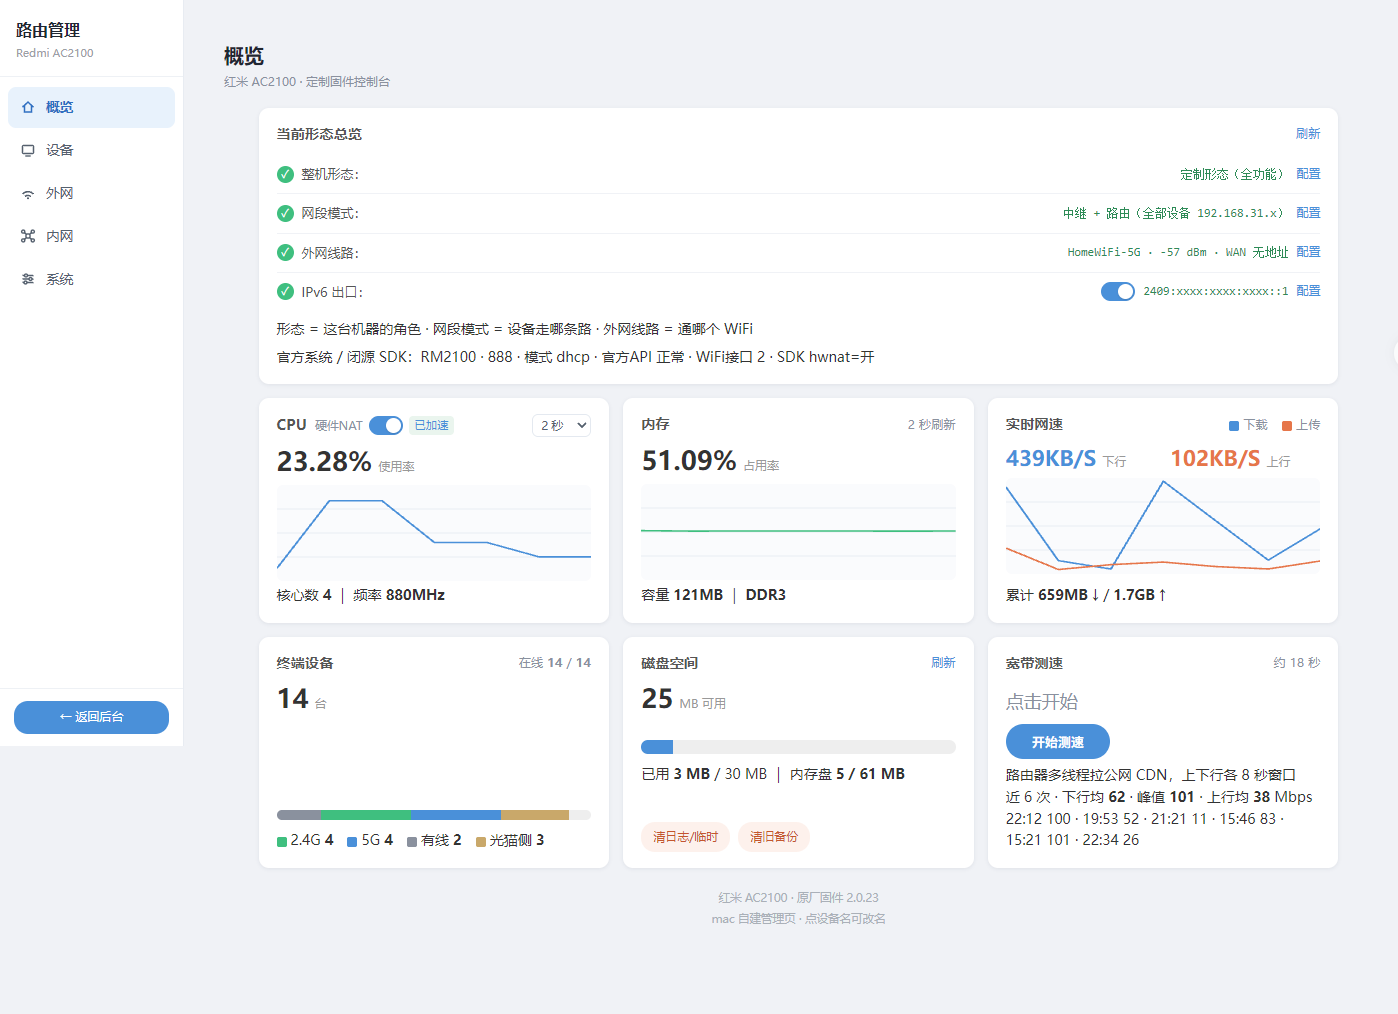 路由管理
Redmi AC2100
概览
设备
外网
内网
系统
← 返回后台
概览
红米 AC2100 · 定制固件控制台
当前形态总览 刷新
整机形态: 定制形态（全功能） 配置
网段模式: 中继 + 路由（全部设备 192.168.31.x） 配置
外网线路: HomeWiFi-5G · -57 dBm · WAN 无地址 配置
IPv6 出口: 2409:xxxx:xxxx:xxxx::1 配置
形态 = 这台机器的角色 · 网段模式 = 设备走哪条路 · 外网线路 = 通哪个 WiFi
官方系统 / 闭源 SDK: RM2100 · 888 · 模式 dhcp · 官方API 正常 · WiFi接口 2 · SDK hwnat=开
CPU 硬件NAT 已加速 2 秒
23.28% 使用率
核心数 4 | 频率 880MHz
内存 2 秒刷新
51.09% 占用率
容量 121MB | DDR3
实时网速 下载 上传
439KB/S 下行 102KB/S 上行
累计 659MB ↓ / 1.7GB ↑
终端设备 在线 14 / 14
14 台
2.4G 4 5G 4 有线 2 光猫侧 3
磁盘空间 刷新
25 MB 可用
已用 3 MB / 30 MB | 内存盘 5 / 61 MB
清日志/临时 清旧备份
宽带测速 约 18 秒
点击开始
开始测速
路由器多线程拉公网 CDN，上下行各 8 秒窗口
近 6 次 · 下行均 62 · 峰值 101 · 上行均 38 Mbps
22:12 100 · 19:53 52 · 21:21 11 · 15:46 83 ·
15:21 101 · 22:34 26
红米 AC2100 · 原厂固件 2.0.23
mac 自建管理页 · 点设备名可改名